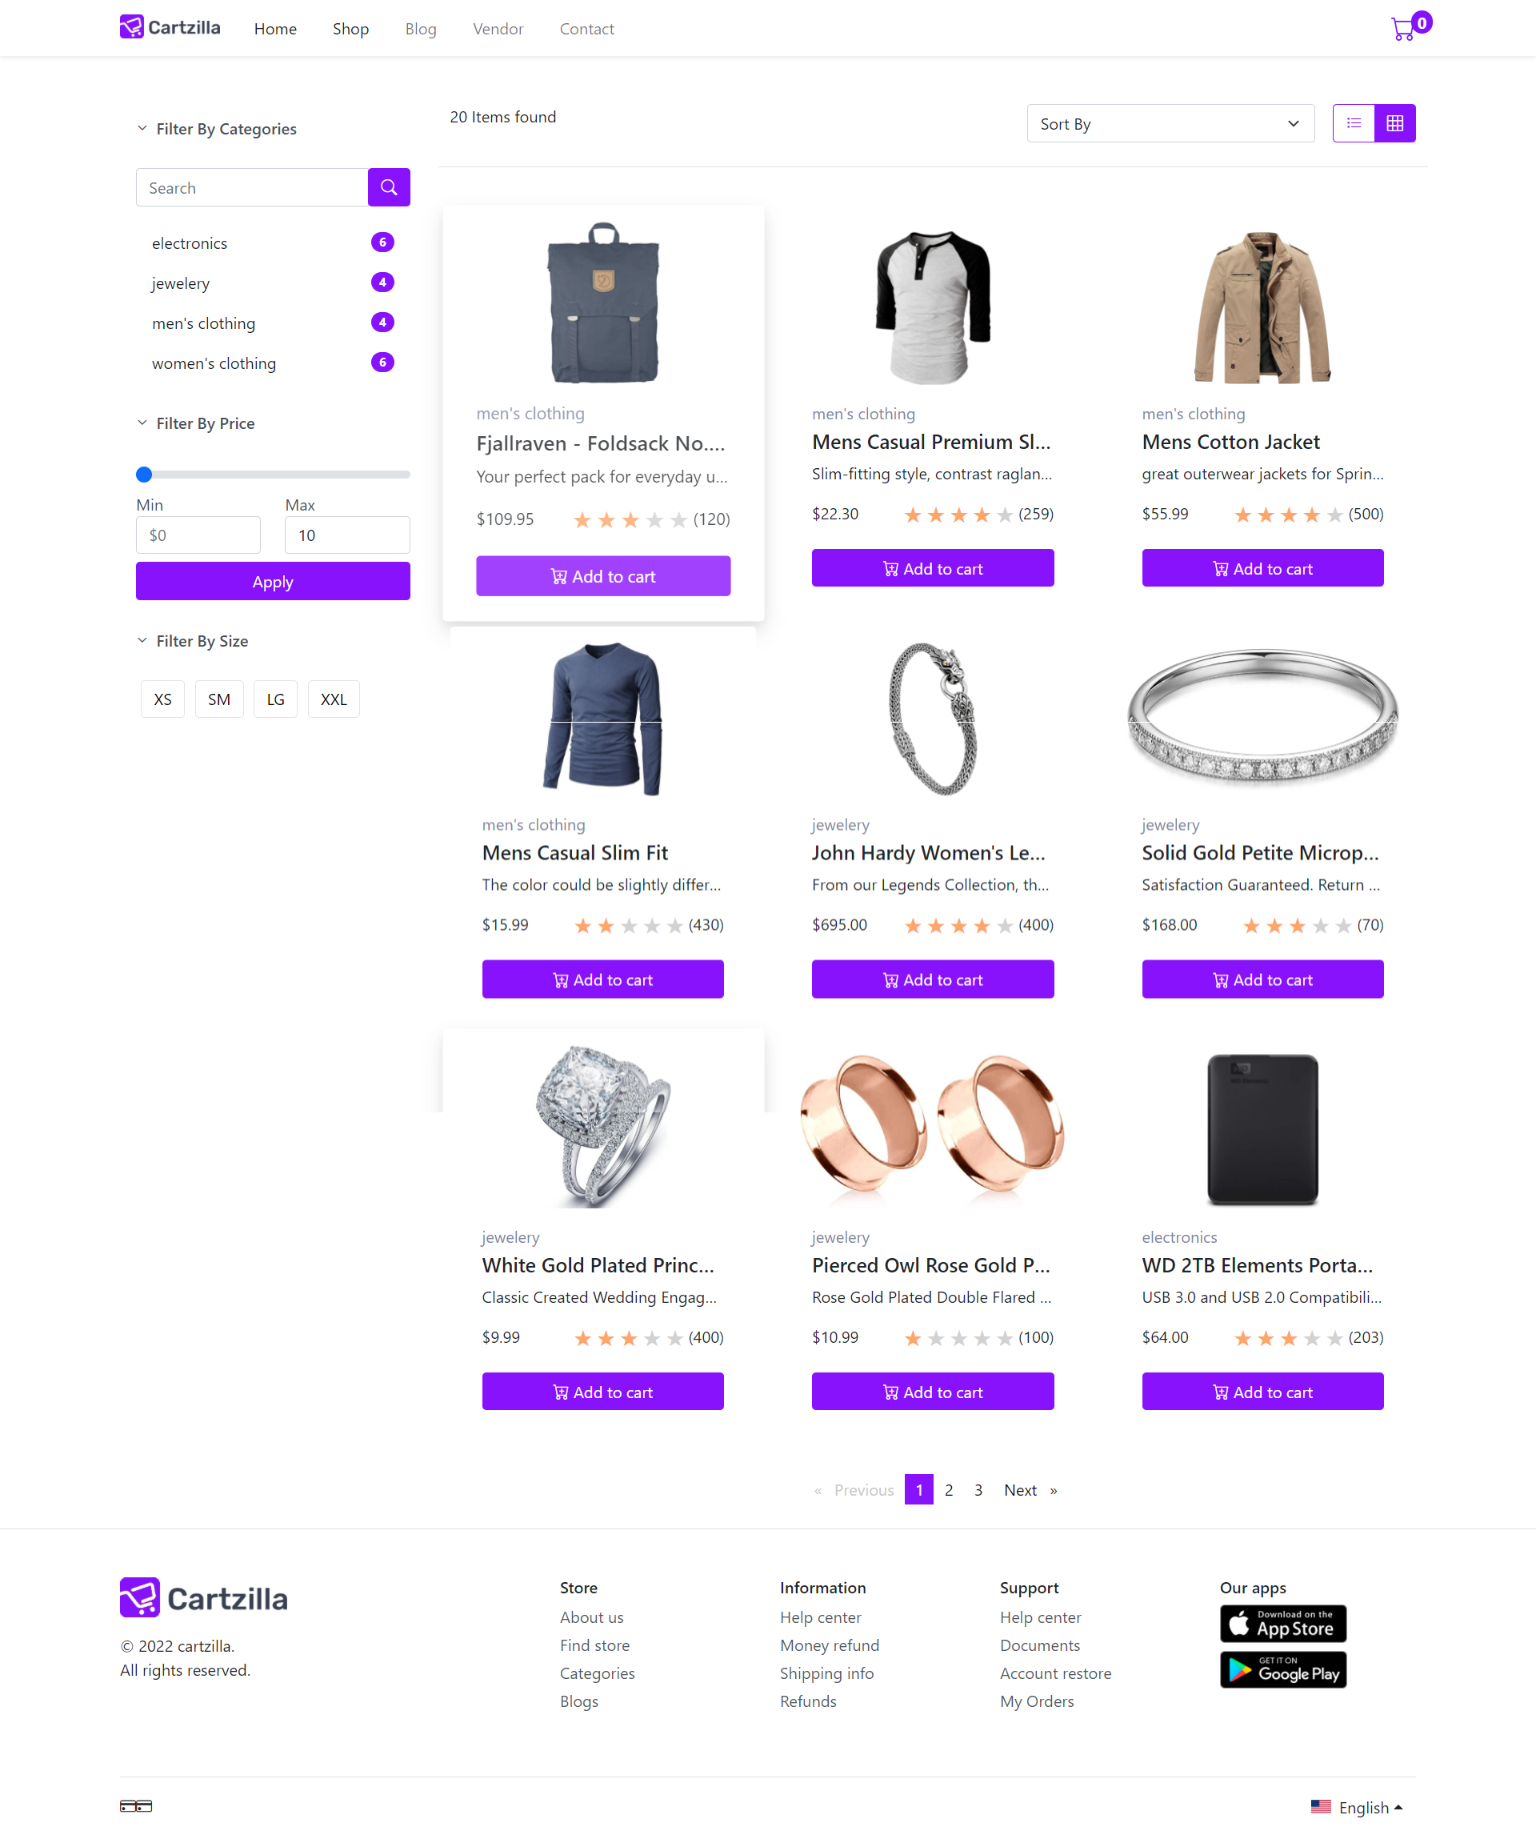 Cartzilla
Home
Shop
Blog
Vendor
Contact
0
Filter By Categories
Search
electronics 6
jewelery 4
men's clothing 4
women's clothing 6
Filter By Price
Min Max
$0 10
Apply
Filter By Size
XS SM LG XXL
20 Items found
Sort By
men's clothing
Fjallraven - Foldsack No....
Your perfect pack for everyday u...
$109.95 (120)
Add to cart
men's clothing
Mens Casual Premium Sl...
Slim-fitting style, contrast raglan...
$22.30 (259)
Add to cart
men's clothing
Mens Cotton Jacket
great outerwear jackets for Sprin...
$55.99 (500)
Add to cart
men's clothing
Mens Casual Slim Fit
The color could be slightly differ...
$15.99 (430)
Add to cart
jewelery
John Hardy Women's Le...
From our Legends Collection, th...
$695.00 (400)
Add to cart
jewelery
Solid Gold Petite Microp...
Satisfaction Guaranteed. Return ...
$168.00 (70)
Add to cart
jewelery
White Gold Plated Princ...
Classic Created Wedding Engag...
$9.99 (400)
Add to cart
jewelery
Pierced Owl Rose Gold P...
Rose Gold Plated Double Flared ...
$10.99 (100)
Add to cart
electronics
WD 2TB Elements Porta...
USB 3.0 and USB 2.0 Compatibili...
$64.00 (203)
Add to cart
« Previous 1 2 3 Next »
Cartzilla
© 2022 cartzilla.
All rights reserved.
Store
About us
Find store
Categories
Blogs
Information
Help center
Money refund
Shipping info
Refunds
Support
Help center
Documents
Account restore
My Orders
Our apps
Download on the
App Store
GET IT ON
Google Play
English